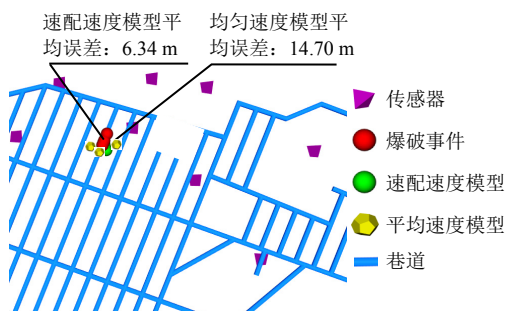 速配速度模型平
均误差：6.34 m
均匀速度模型平
均误差：14.70 m
传感器
爆破事件
速配速度模型
平均速度模型
巷道